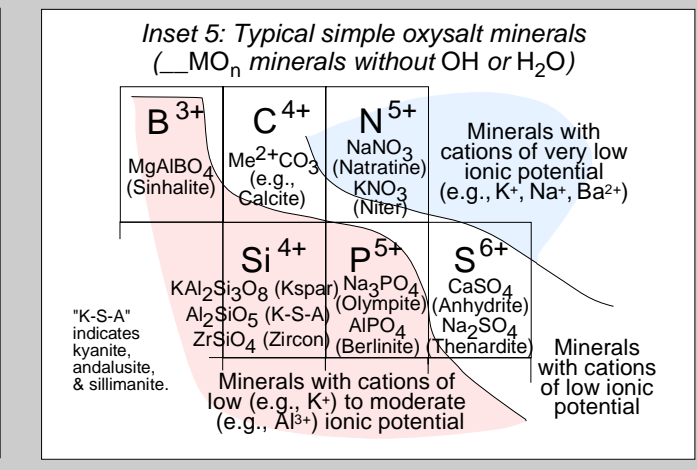 Inset 5: Typical simple oxysalt minerals
(__MOn minerals without OH or H2O)
B 3+
MgAlBO4
(Sinhalite)
C 4+
Me2+CO3
(e.g.,
Calcite)
N 5+
NaNO3
(Natratine)
KNO3
(Niter)
Minerals with
cations of very low
ionic potential
(e.g., K+, Na+, Ba2+)
Si 4+
KAl2Si3O8 (Kspar)
Al2SiO5 (K-S-A)
ZrSiO4 (Zircon)
P 5+
Na3PO4
(Olympite)
AlPO4
(Berlinite)
S 6+
CaSO4
(Anhydrite)
Na2SO4
(Thenardite)
"K-S-A"
indicates
kyanite,
andalusite,
& sillimanite.
Minerals with cations of
low (e.g., K+) to moderate
(e.g., Al3+) ionic potential
Minerals
with cations
of low ionic
potential